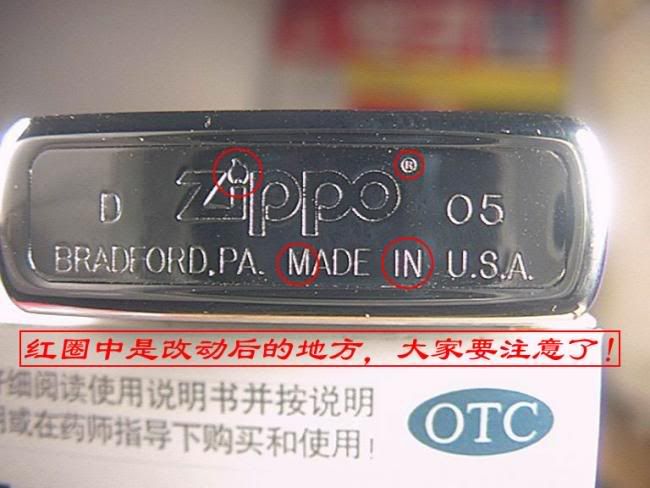 D Zippo® 05
BRADFORD,PA. MADE IN U.S.A.
红圈中是改动后的地方，大家要注意了！
细阅读使用说明书并按说明
用或在药师指导下购买和使用！
OTC